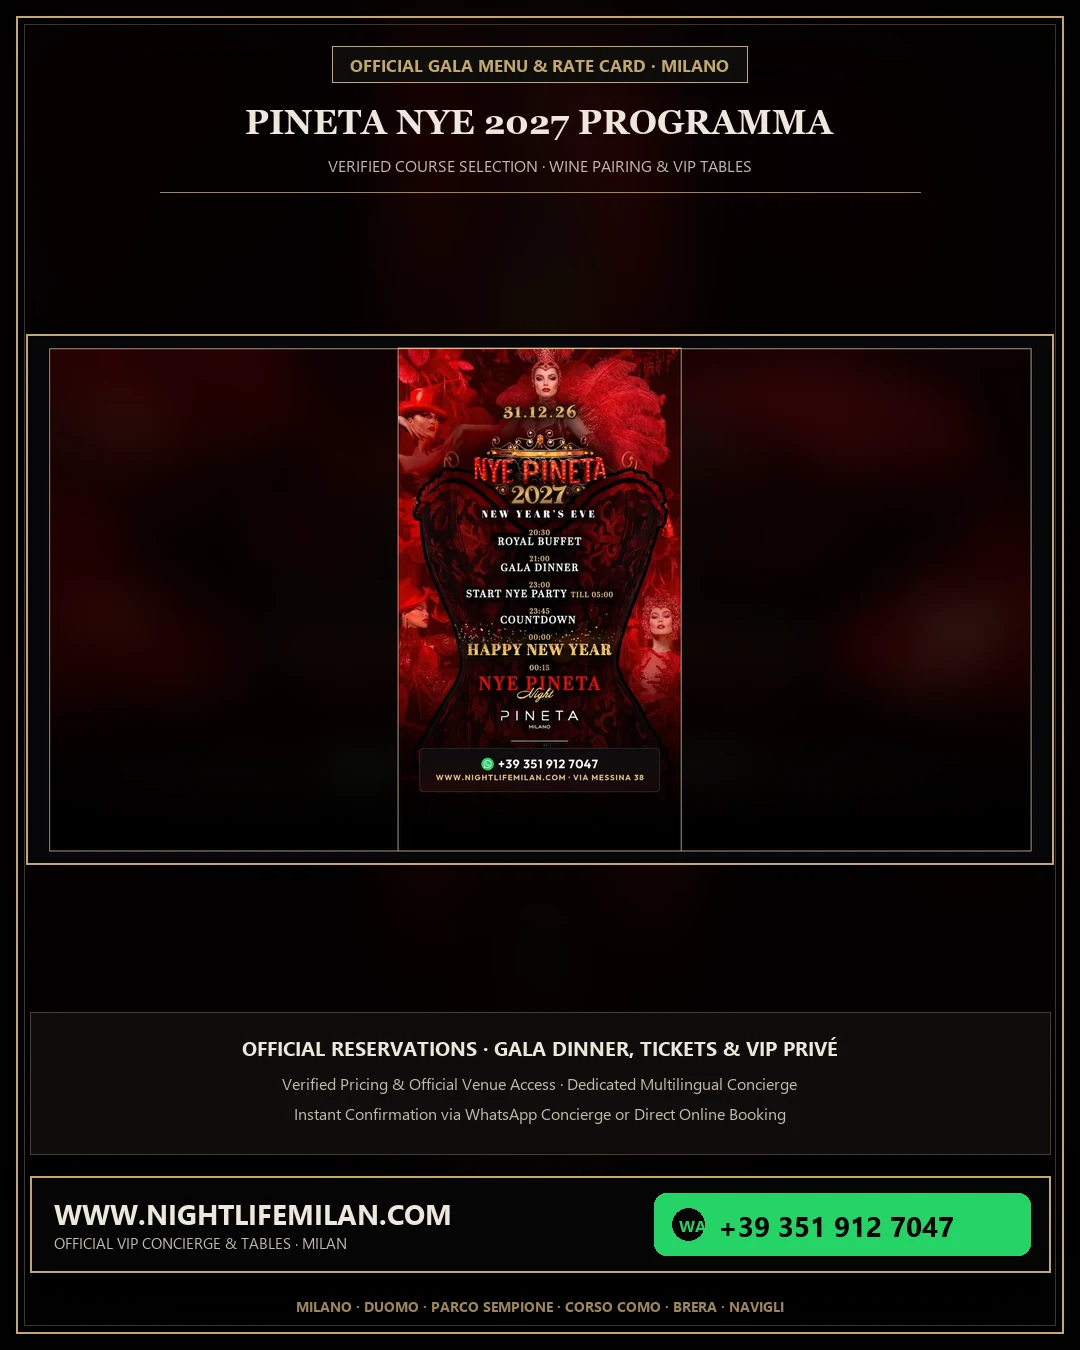 OFFICIAL GALA MENU & RATE CARD · MILANO
PINETA NYE 2027 PROGRAMMA
VERIFIED COURSE SELECTION · WINE PAIRING & VIP TABLES
31.12.26
NYE PINETA
2027
NEW YEAR'S EVE
20:30
ROYAL BUFFET
21:00
GALA DINNER
23:00
START NYE PARTY TILL 05:00
23:45
COUNTDOWN
00:00
HAPPY NEW YEAR
00:15
NYE PINETA
Night
PINETA
MILANO
+39 351 912 7047
WWW.NIGHTLIFEMILAN.COM · VIA MESSINA 38
OFFICIAL RESERVATIONS · GALA DINNER, TICKETS & VIP PRIVÉ
Verified Pricing & Official Venue Access · Dedicated Multilingual Concierge
Instant Confirmation via WhatsApp Concierge or Direct Online Booking
WWW.NIGHTLIFEMILAN.COM
OFFICIAL VIP CONCIERGE & TABLES · MILAN
WA +39 351 912 7047
MILANO · DUOMO · PARCO SEMPIONE · CORSO COMO · BRERA · NAVIGLI